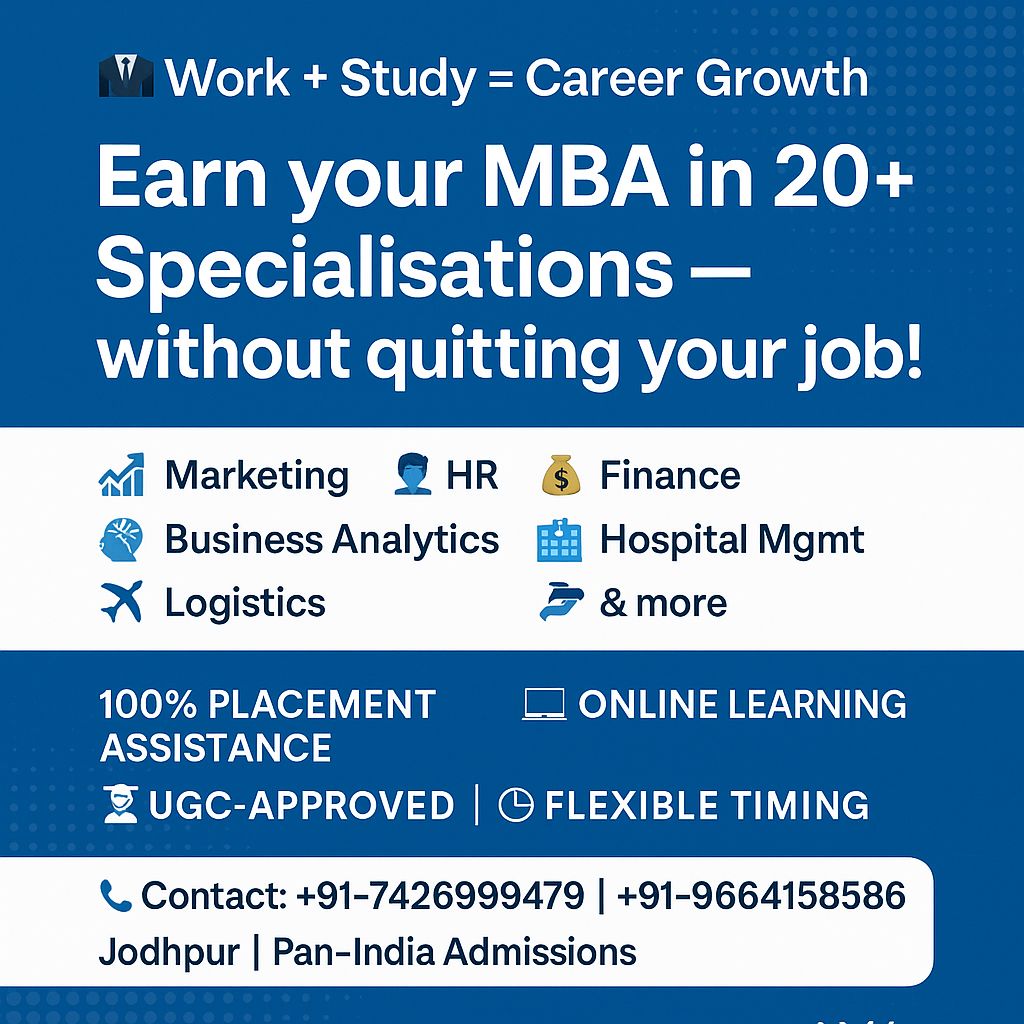 Work + Study = Career Growth
Earn your MBA in 20+
Specialisations —
without quitting your job!
Marketing HR Finance
Business Analytics Hospital Mgmt
Logistics & more
100% PLACEMENT
ASSISTANCE
ONLINE LEARNING
UGC-APPROVED | FLEXIBLE TIMING
Contact: +91-7426999479 | +91-9664158586
Jodhpur | Pan-India Admissions